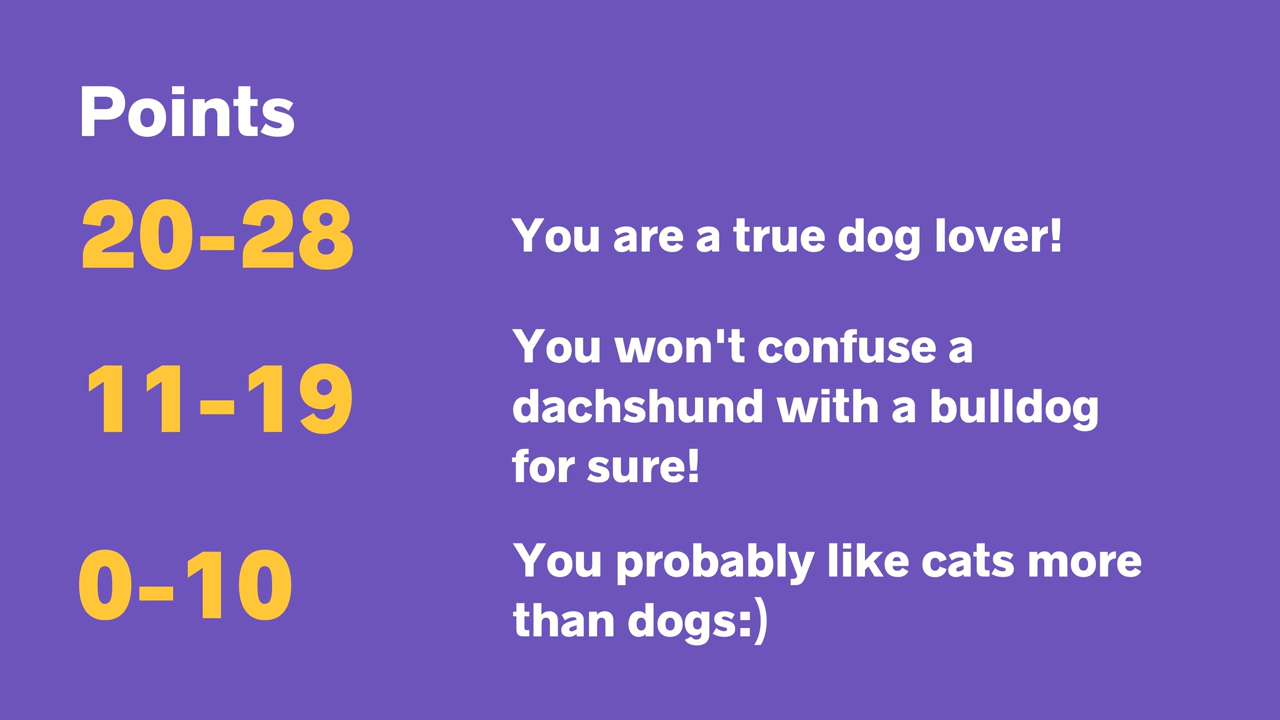 Points
20-28
You are a true dog lover!
11-19
You won't confuse a
dachshund with a bulldog
for sure!
0-10
You probably like cats more
than dogs:)